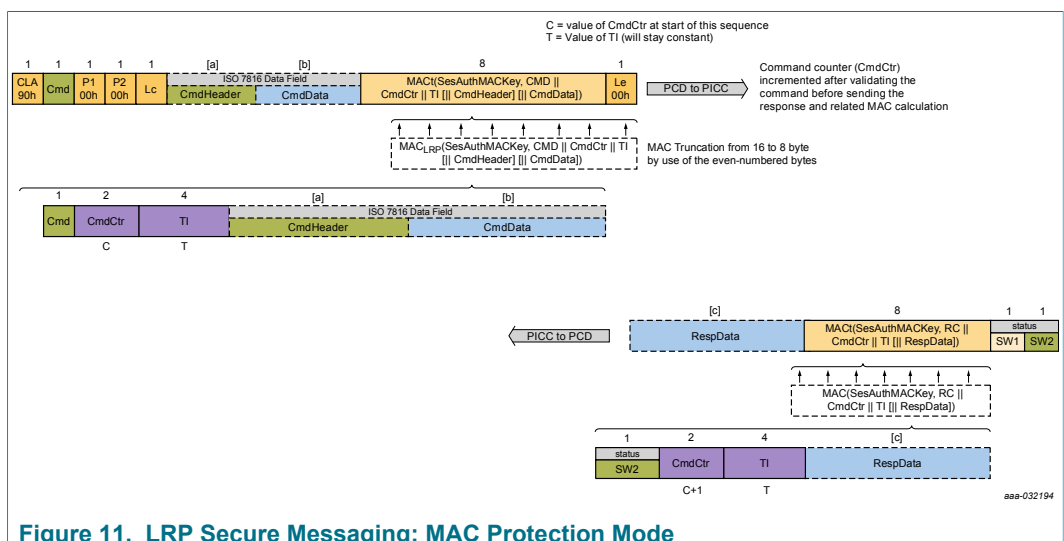 C = value of CmdCtr at start of this sequence
T = Value of TI (will stay constant)
1 1 1 1 1 [a] [b] 8 1
CLA
90h
Cmd
P1
00h
P2
00h
Lc
ISO 7816 Data Field
CmdHeader
CmdData
MACt(SesAuthMACKey, CMD ||
CmdCtr || TI [|| CmdHeader] [|| CmdData])
Le
00h
PCD to PICC
Command counter (CmdCtr)
incremented after validating the
command before sending the
response and related MAC calculation
MACLRP(SesAuthMACKey, CMD || CmdCtr || TI
[|| CmdHeader] [|| CmdData])
MAC Truncation from 16 to 8 byte
by use of the even-numbered bytes
1 2 4 [a] [b]
Cmd
CmdCtr
TI
ISO 7816 Data Field
CmdHeader
CmdData
C T
[c] 8 1 1
PICC to PCD
RespData
MACt(SesAuthMACKey, RC ||
CmdCtr || TI [|| RespData])
status
SW1 SW2
MAC(SesAuthMACKey, RC ||
CmdCtr || TI [|| RespData])
1 2 4 [c]
status
SW2
CmdCtr
TI
RespData
C+1 T
aaa-032194
Figure 11. LRP Secure Messaging: MAC Protection Mode